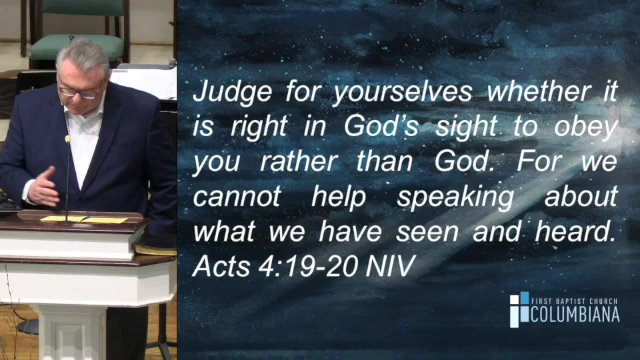 Judge for yourselves whether it
is right in God's sight to obey
you rather than God. For we
cannot help speaking about
what we have seen and heard.
Acts 4:19-20 NIV
FIRST BAPTIST CHURCH
COLUMBIANA